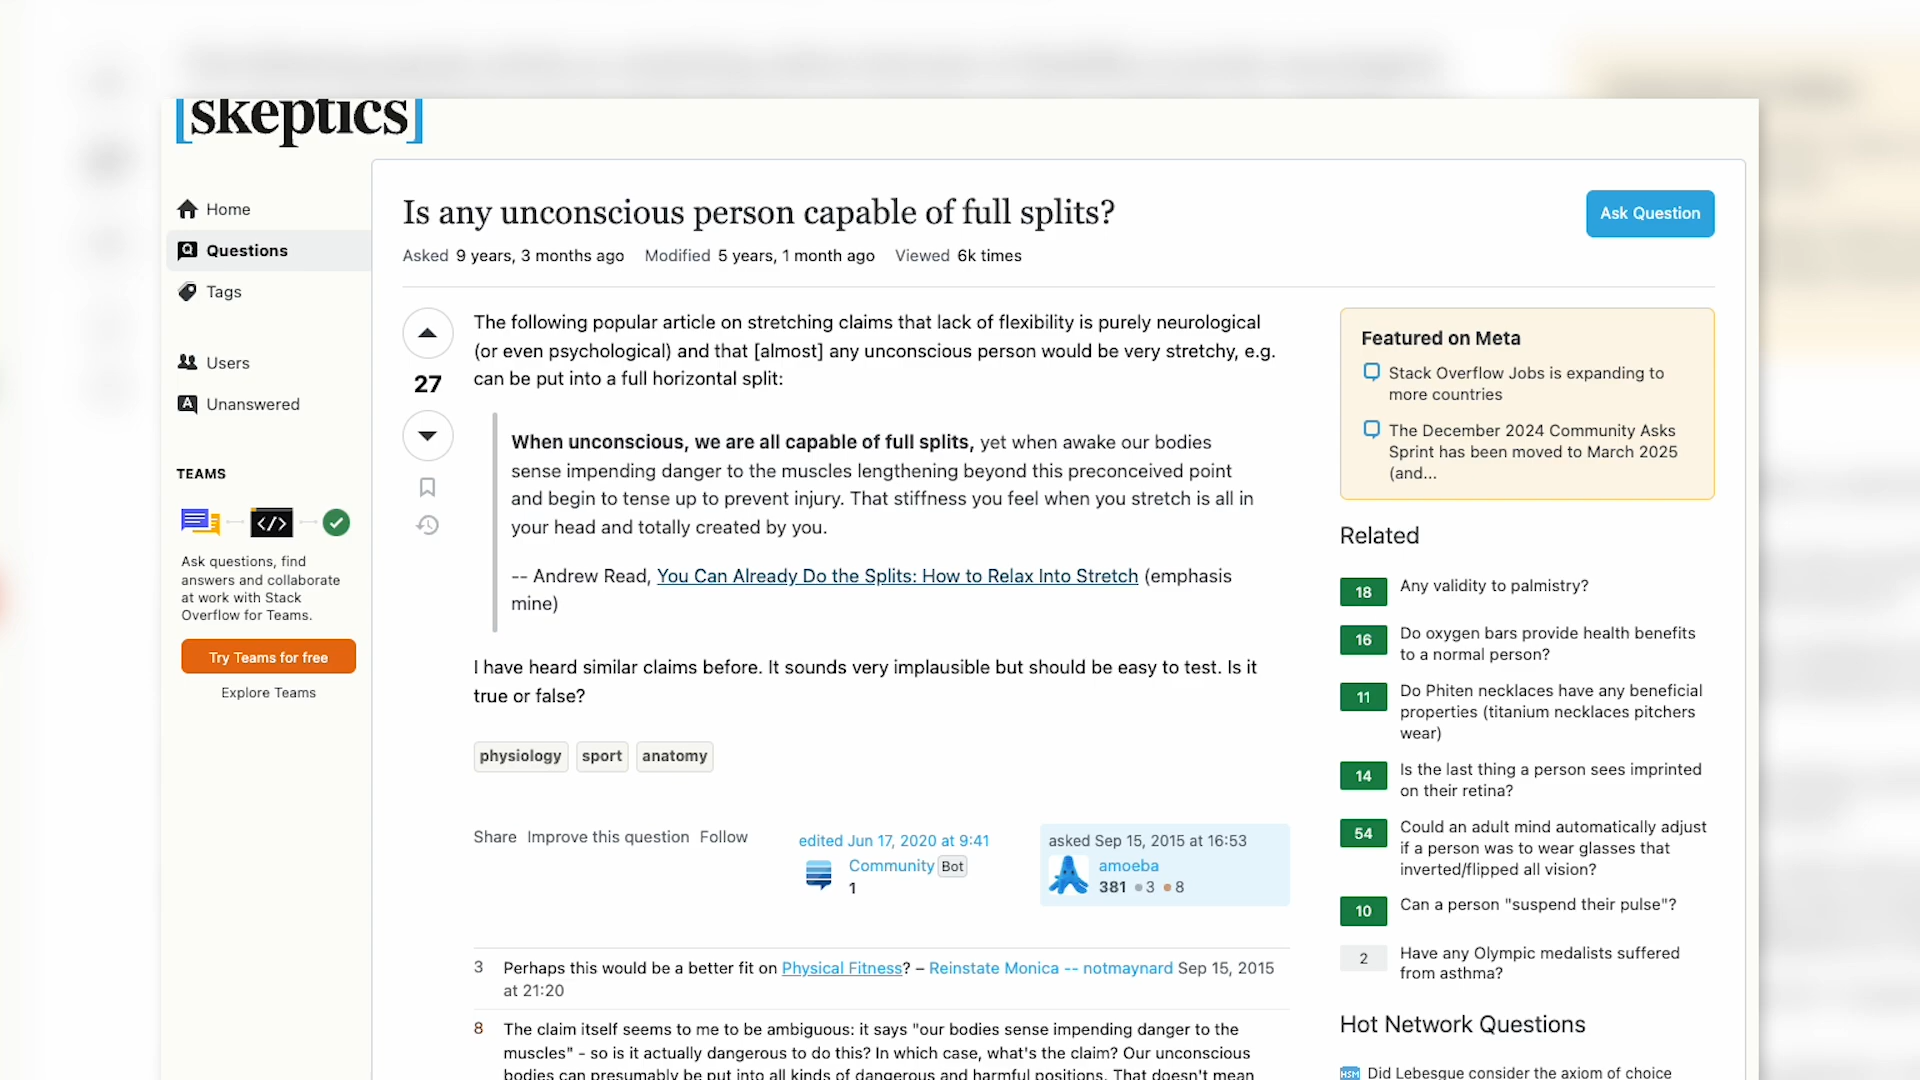 [skeptics]
Home
Questions
Tags
Users
Unanswered
TEAMS
Ask questions, find
answers and collaborate
at work with Stack
Overflow for Teams.
Try Teams for free
Explore Teams
Is any unconscious person capable of full splits?
Ask Question
Asked 9 years, 3 months ago Modified 5 years, 1 month ago Viewed 6k times
27
The following popular article on stretching claims that lack of flexibility is purely neurological
(or even psychological) and that [almost] any unconscious person would be very stretchy, e.g.
can be put into a full horizontal split:
When unconscious, we are all capable of full splits, yet when awake our bodies
sense impending danger to the muscles lengthening beyond this preconceived point
and begin to tense up to prevent injury. That stiffness you feel when you stretch is all in
your head and totally created by you.
-- Andrew Read, You Can Already Do the Splits: How to Relax Into Stretch (emphasis
mine)
I have heard similar claims before. It sounds very implausible but should be easy to test. Is it
true or false?
physiology sport anatomy
Share Improve this question Follow
edited Jun 17, 2020 at 9:41
Community Bot
1
asked Sep 15, 2015 at 16:53
amoeba
381 3 8
3 Perhaps this would be a better fit on Physical Fitness? – Reinstate Monica -- notmaynard Sep 15, 2015
at 21:20
8 The claim itself seems to me to be ambiguous: it says "our bodies sense impending danger to the
muscles" - so is it actually dangerous to do this? In which case, what's the claim? Our unconscious
bodies can presumably be put into all kinds of dangerous and harmful positions. That doesn't mean
Featured on Meta
Stack Overflow Jobs is expanding to
more countries
The December 2024 Community Asks
Sprint has been moved to March 2025
(and...
Related
18 Any validity to palmistry?
16 Do oxygen bars provide health benefits
to a normal person?
11 Do Phiten necklaces have any beneficial
properties (titanium necklaces pitchers
wear)
14 Is the last thing a person sees imprinted
on their retina?
54 Could an adult mind automatically adjust
if a person was to wear glasses that
inverted/flipped all vision?
10 Can a person "suspend their pulse"?
2 Have any Olympic medalists suffered
from asthma?
Hot Network Questions
HSM Did Lebesgue consider the axiom of choice